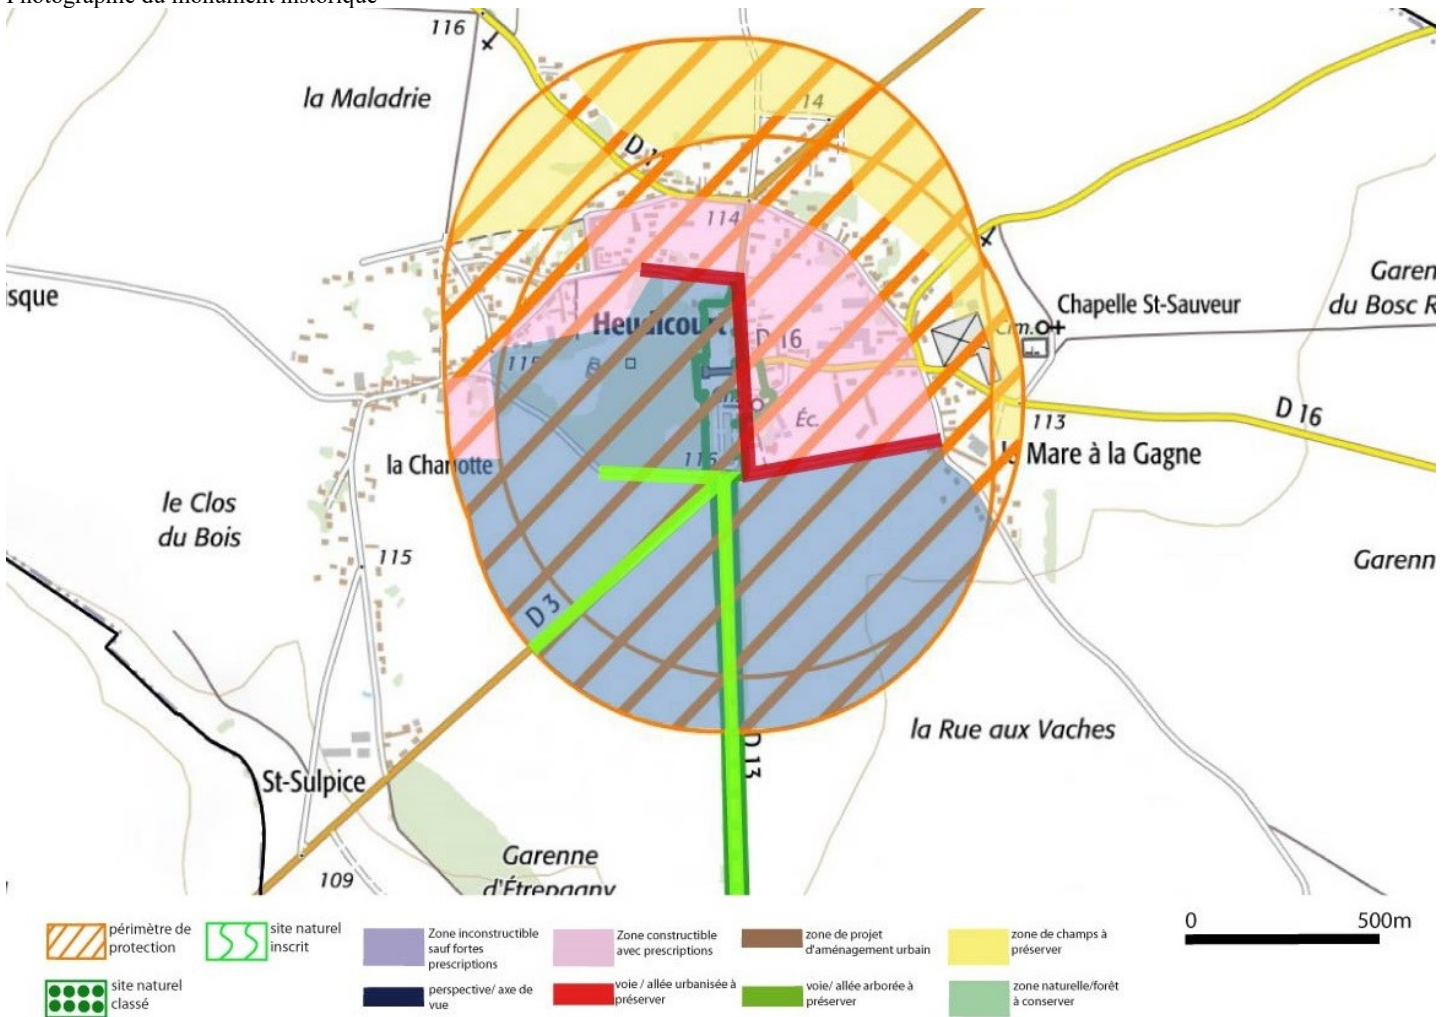 Photographie du monument historique
116
la Maladrie
14
D 1
114
sque
Garen
du Bosc R
Chapelle St-Sauveur
Heudicourt
D 16
Cim.
115
Éc.
D 16
113
la Charlotte
116
Mare à la Gagne
le Clos
du Bois
115
Garenn
D 3
la Rue aux Vaches
D 13
St-Sulpice
Garenne
d'Étrepagny
109
0 500m
périmètre de
protection
site naturel
inscrit
Zone inconstructible
sauf fortes
prescriptions
Zone constructible
avec prescriptions
zone de projet
d'aménagement urbain
zone de champs à
préserver
site naturel
classé
perspective/ axe de
vue
voie / allée urbanisée à
préserver
voie/ allée arborée à
préserver
zone naturelle/forêt
à conserver